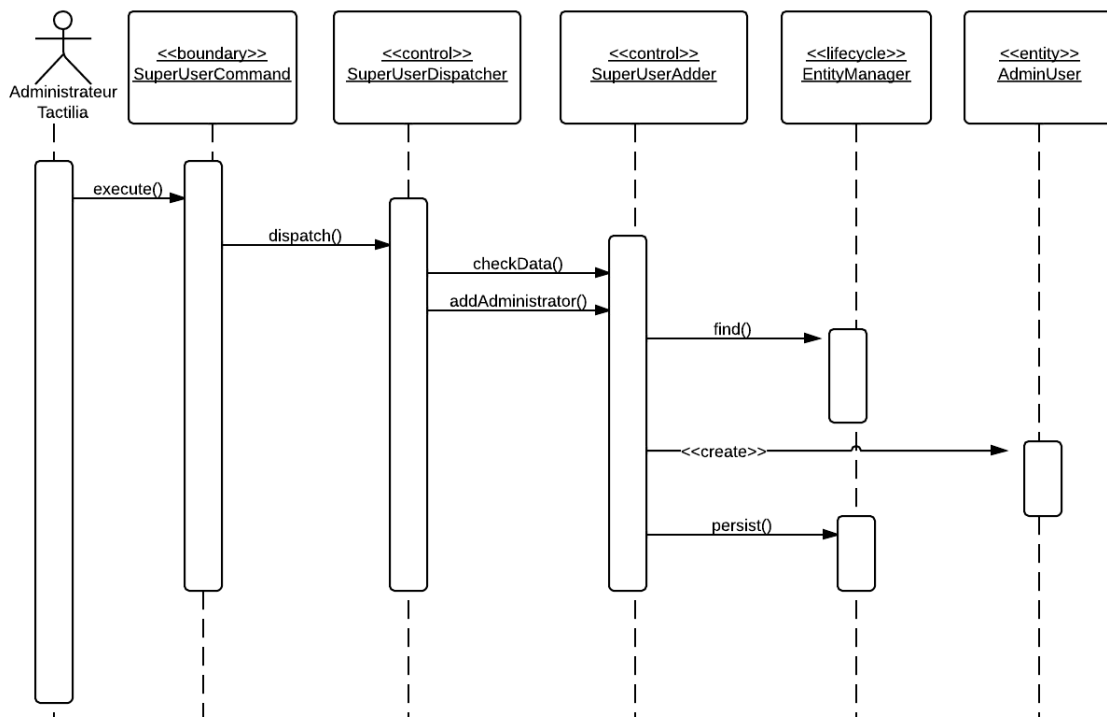 Administrateur
Tactilia
<<boundary>>
SuperUserCommand
<<control>>
SuperUserDispatcher
<<control>>
SuperUserAdder
<<lifecycle>>
EntityManager
<<entity>>
AdminUser
execute()
dispatch()
checkData()
addAdministrator()
find()
<<create>>
persist()